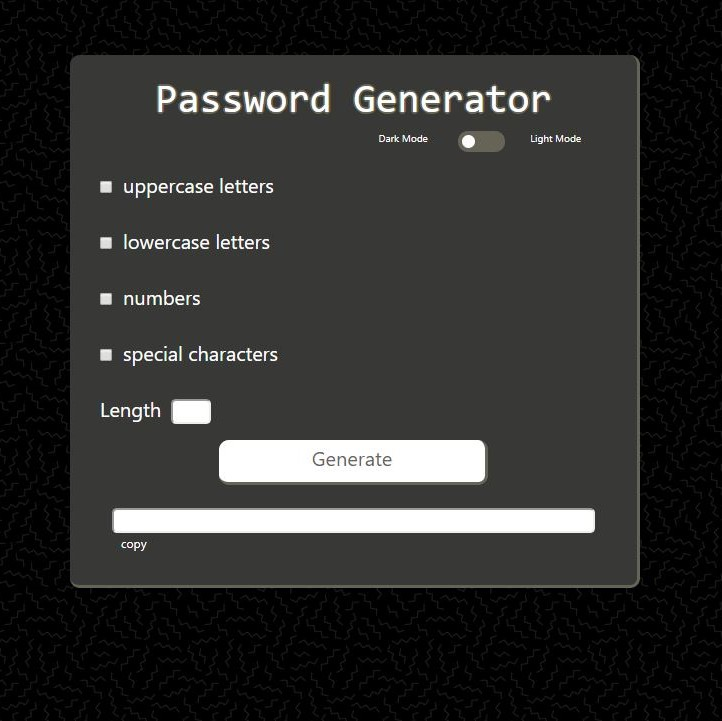 Password Generator
Dark Mode Light Mode
uppercase letters
lowercase letters
numbers
special characters
Length
Generate
copy